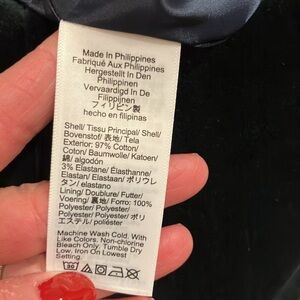 Made In Philippines
Fabriqué Aux Philippines
Hergestellt In Den
Philippinen
Vervaardigd In De
Filippijnen
フィリピン製
hecho en filipinas
Shell/ Tissu Principal/ Shell/
Bovenstof/ 表地/ Tela
Exterior: 97% Cotton/
Coton/ Baumwolle/ Katoen/
綿/ algodón
3% Elastane/ Élasthanne/
Elastan/ Elastaan/ ポリウレ
タン/ elastano
Lining/ Doublure/ Futter/
Voering/ 裏地/ Forro: 100%
Polyester/ Polyester/
Polyester/ Polyester/ ポリ
エステル/ poliéster
Machine Wash Cold. With
Like Colors. Non-chlorine
Bleach Only. Tumble Dry
Low. Iron On Lowest
Setting.
30